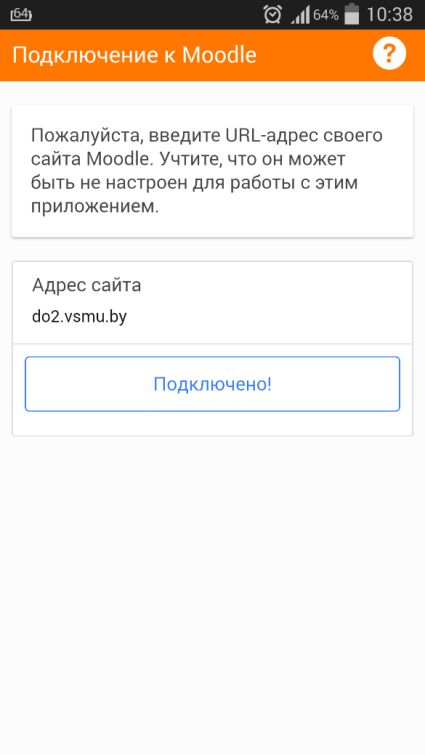 64
64% 10:38
Подключение к Moodle ?
Пожалуйста, введите URL-адрес своего
сайта Moodle. Учтите, что он может
быть не настроен для работы с этим
приложением.
Адрес сайта
do2.vsmu.by
Подключено!